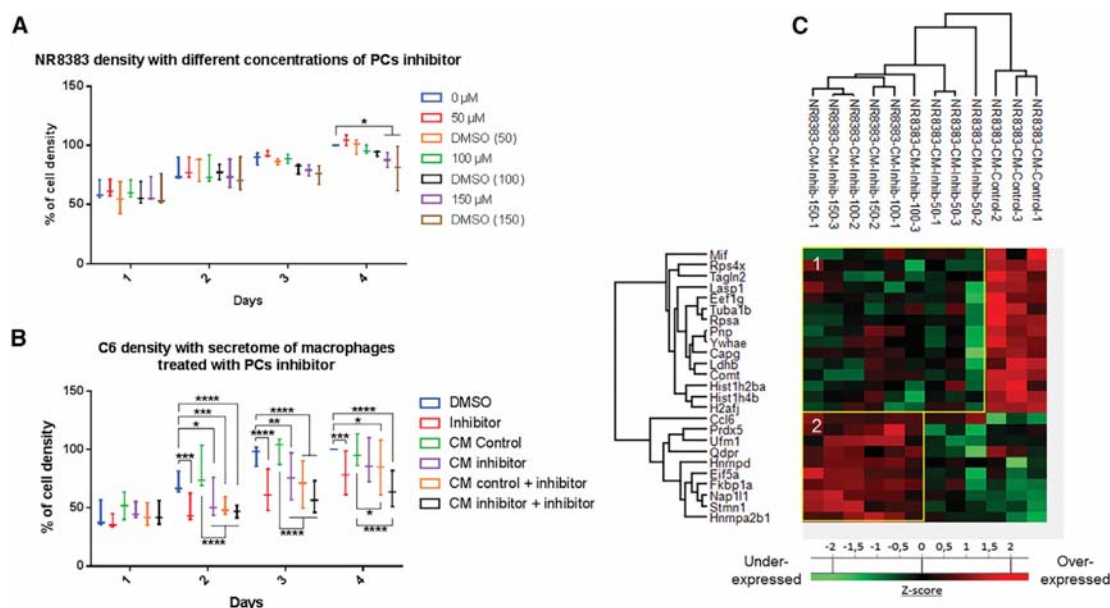 A
NR8383 density with different concentrations of PCs inhibitor
% of cell density
150
100
50
0
1
2
3
4
Days
0 µM
50 µM
DMSO (50)
100 µM
DMSO (100)
150 µM
DMSO (150)
*
B
C6 density with secretome of macrophages
treated with PCs inhibitor
% of cell density
150
100
50
0
1
2
3
4
Days
****
***
*
***
****
****
**
****
****
****
*
***
*
****
DMSO
Inhibitor
CM Control
CM inhibitor
CM control + inhibitor
CM inhibitor + inhibitor
C
NR8383-CM-Inhib-150-1
NR8383-CM-Inhib-150-3
NR8383-CM-Inhib-100-2
NR8383-CM-Inhib-150-2
NR8383-CM-Inhib-100-1
NR8383-CM-Inhib-100-3
NR8383-CM-Inhib-50-1
NR8383-CM-Inhib-50-3
NR8383-CM-Inhib-50-2
NR8383-CM-Control-2
NR8383-CM-Control-3
NR8383-CM-Control-1
1
2
Mif
Rps4x
Tagln2
Lasp1
Eef1g
Tuba1b
Rpsa
Pnp
Ywhae
Capg
Ldhb
Comt
Hist1h2ba
Hist1h4b
H2afj
Ccl6
Prdx5
Ufm1
Qdpr
Hnrnpd
Eif5a
Fkbp1a
Nap1l1
Stmn1
Hnrnpa2b1
Under-
expressed
-2 -1,5 -1 -0,5 0 0,5 1 1,5 2
Z-score
Over-
expressed